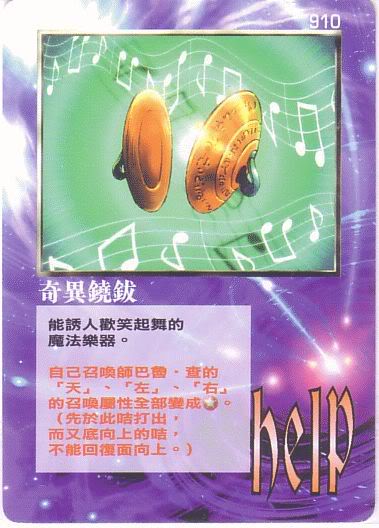 910
奇異鐃鈸
能誘人歡笑起舞的
魔法樂器。
自己召喚師巴魯・查的
「天」、「左」、「右」
的召喚屬性全部變成。
(先於此咭打出,
而又底向上的咭,
不能回復面向上。)
help